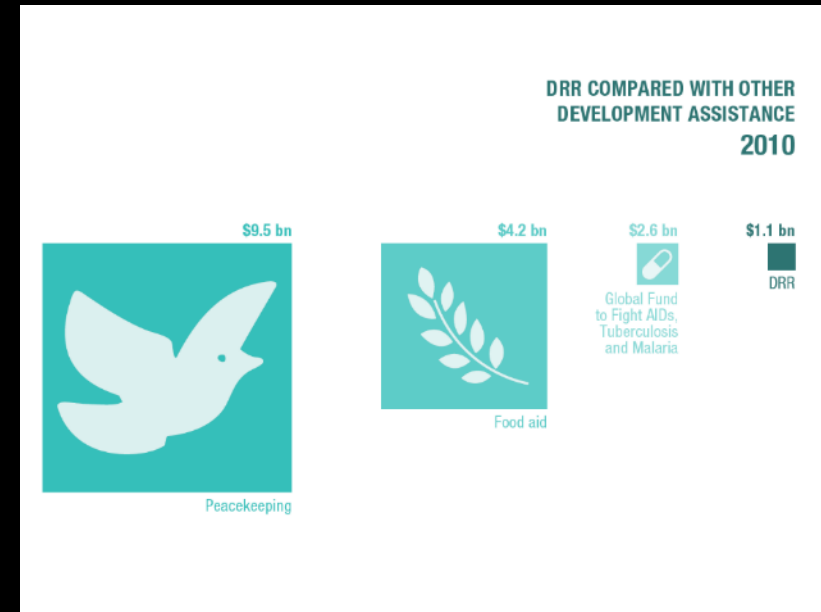 DRR COMPARED WITH OTHER
DEVELOPMENT ASSISTANCE
2010
$9.5 bn
$4.2 bn
$2.6 bn
$1.1 bn
DRR
Global Fund
to Fight AIDs,
Tuberculosis
and Malaria
Food aid
Peacekeeping